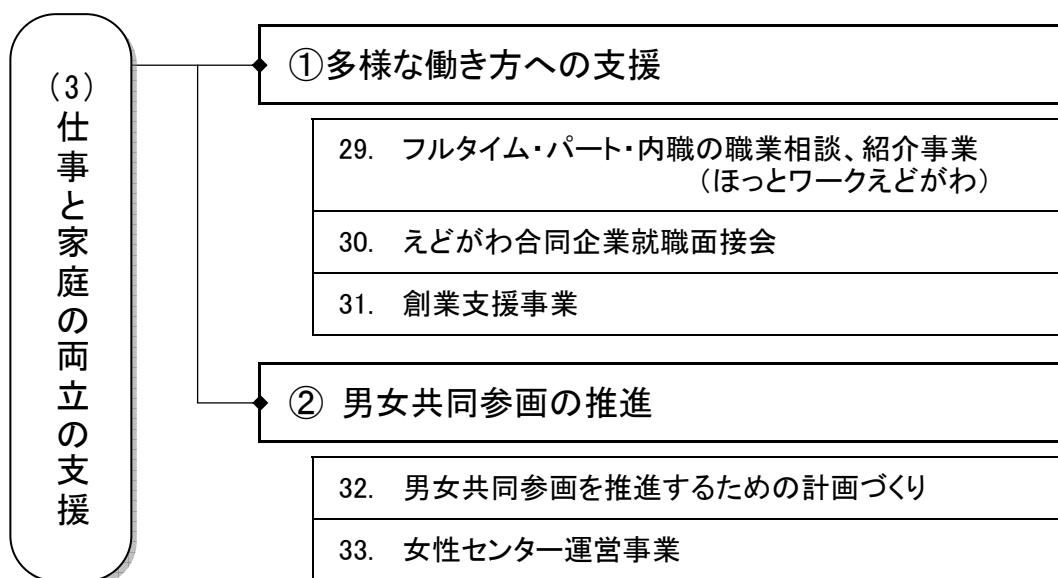 (3)仕事と家庭の両立の支援
①多様な働き方への支援
29. フルタイム・パート・内職の職業相談、紹介事業
(ほっとワークえどがわ)
30. えどがわ合同企業就職面接会
31. 創業支援事業
② 男女共同参画の推進
32. 男女共同参画を推進するための計画づくり
33. 女性センター運営事業